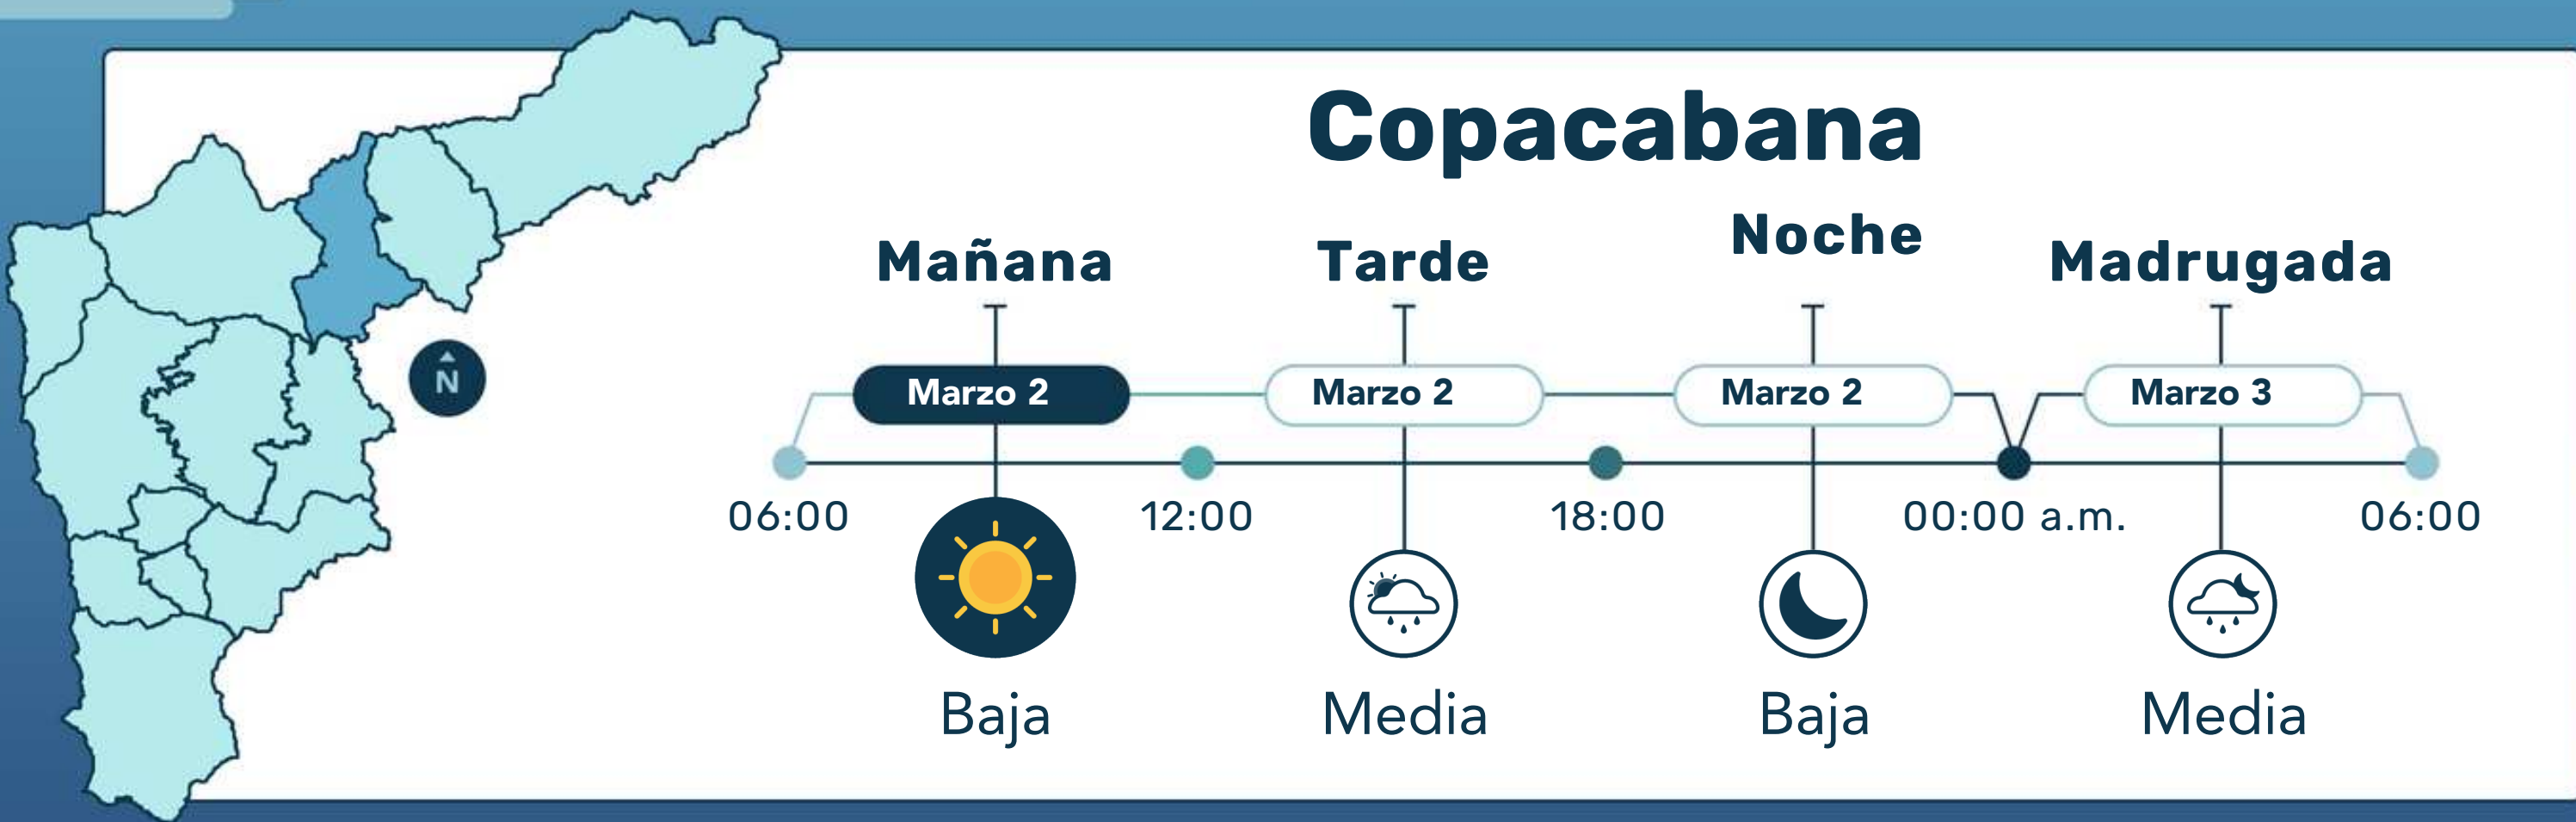 Copacabana
Mañana
Tarde
Noche
Madrugada
Marzo 2
Marzo 2
Marzo 2
Marzo 3
N
06:00
12:00
18:00
00:00 a.m.
06:00
Baja
Media
Baja
Media